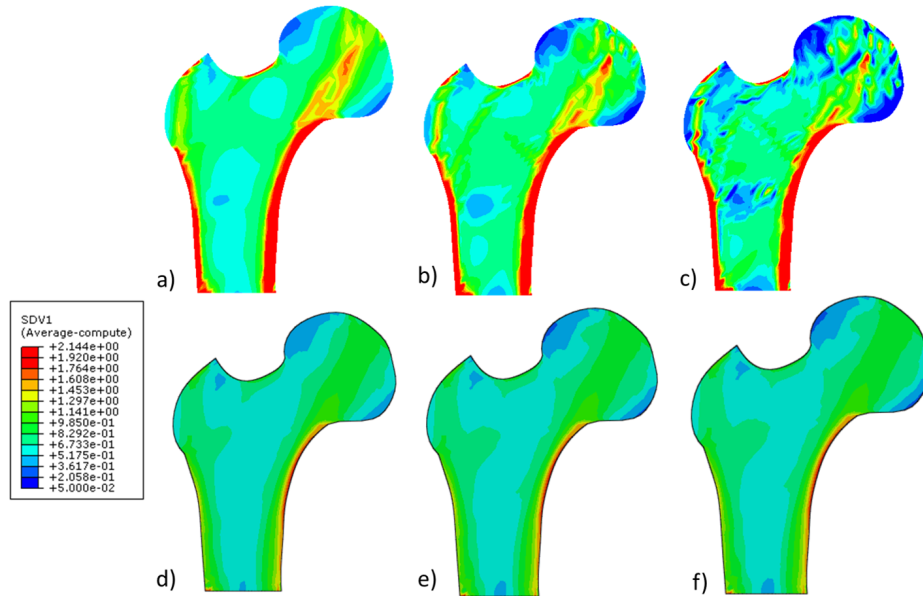 a)
b)
c)
SDV1
(Average-compute)
+2.144e+00
+1.920e+00
+1.764e+00
+1.608e+00
+1.453e+00
+1.297e+00
+1.141e+00
+9.850e-01
+8.292e-01
+6.733e-01
+5.175e-01
+3.617e-01
+2.058e-01
+5.000e-02
d)
e)
f)